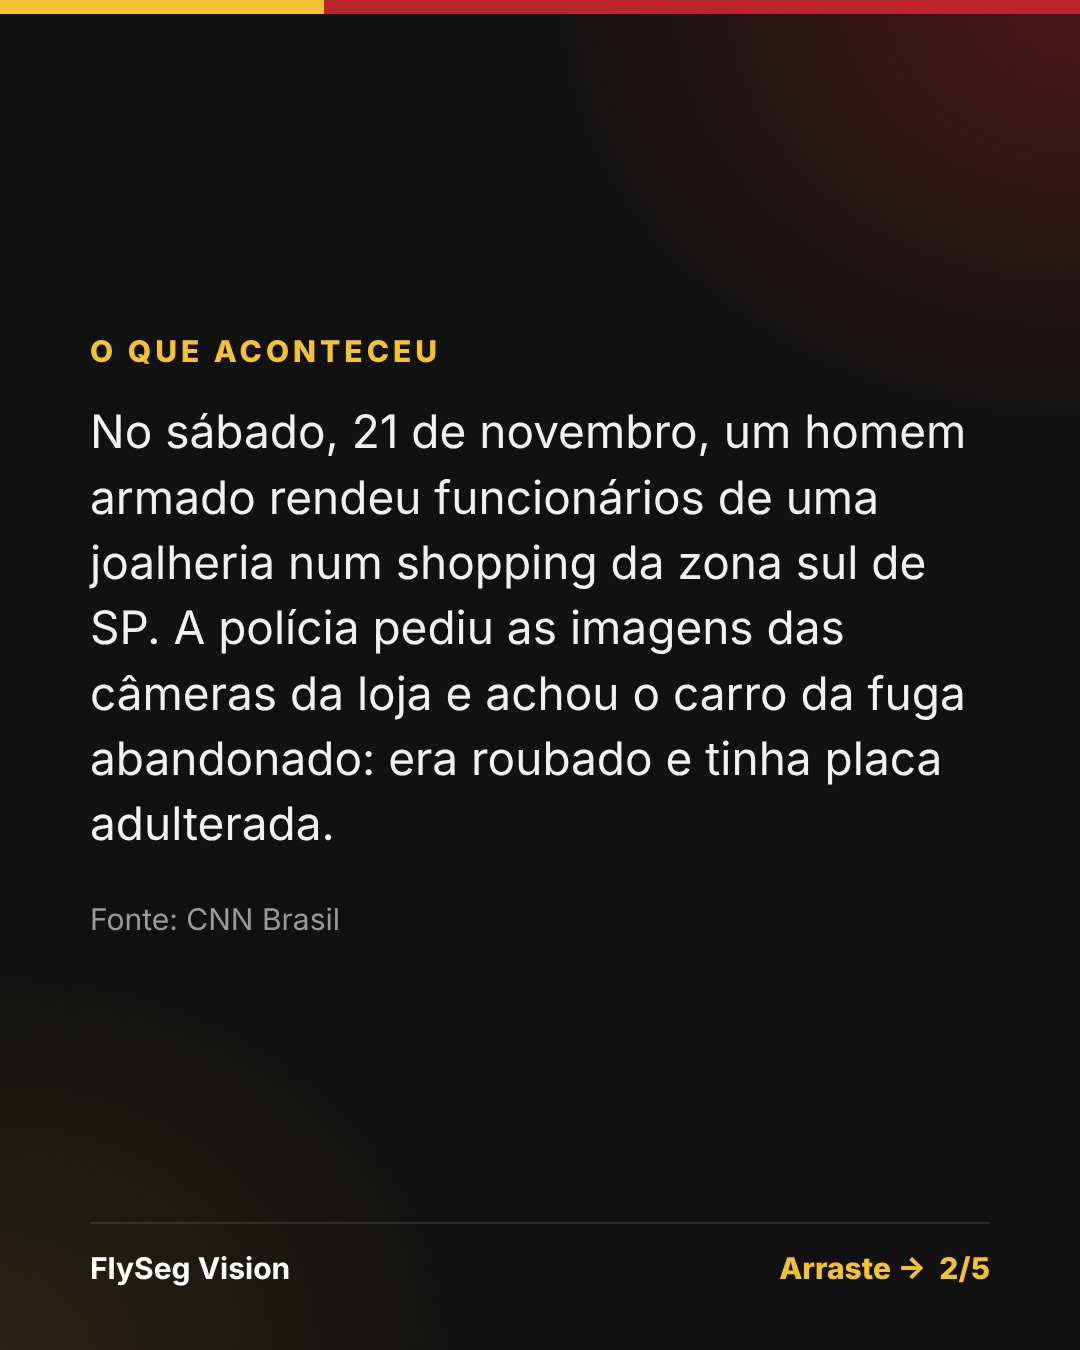 O QUE ACONTECEU
No sábado, 21 de novembro, um homem
armado rendeu funcionários de uma
joalheria num shopping da zona sul de
SP. A polícia pediu as imagens das
câmeras da loja e achou o carro da fuga
abandonado: era roubado e tinha placa
adulterada.
Fonte: CNN Brasil
FlySeg Vision
Arraste → 2/5